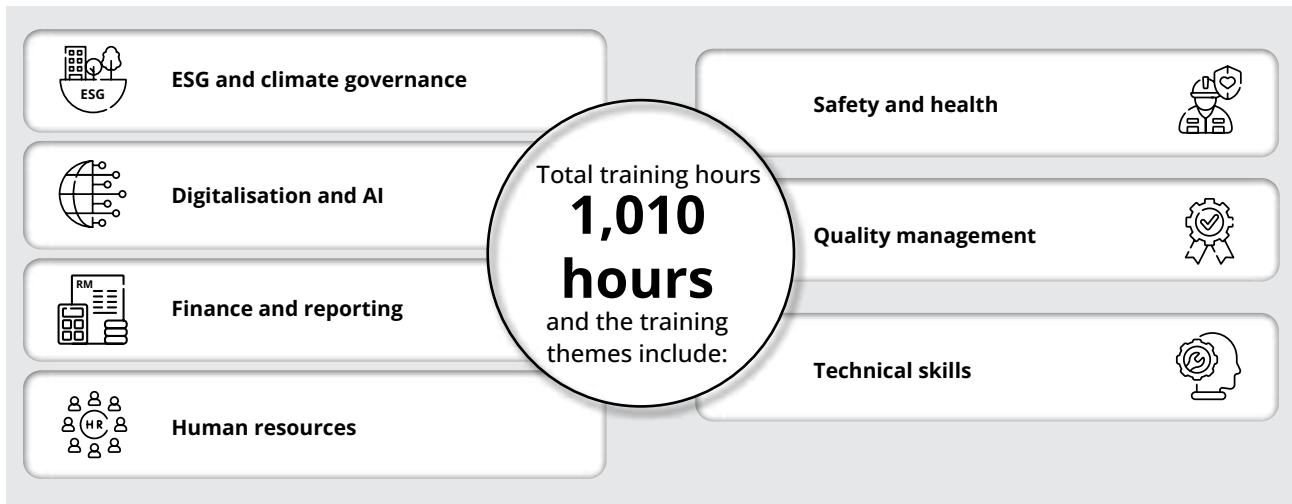 ESG
ESG and climate governance
Digitalisation and AI
RM
Finance and reporting
HR
Human resources
Total training hours
1,010
hours
and the training
themes include:
Safety and health
Quality management
Technical skills